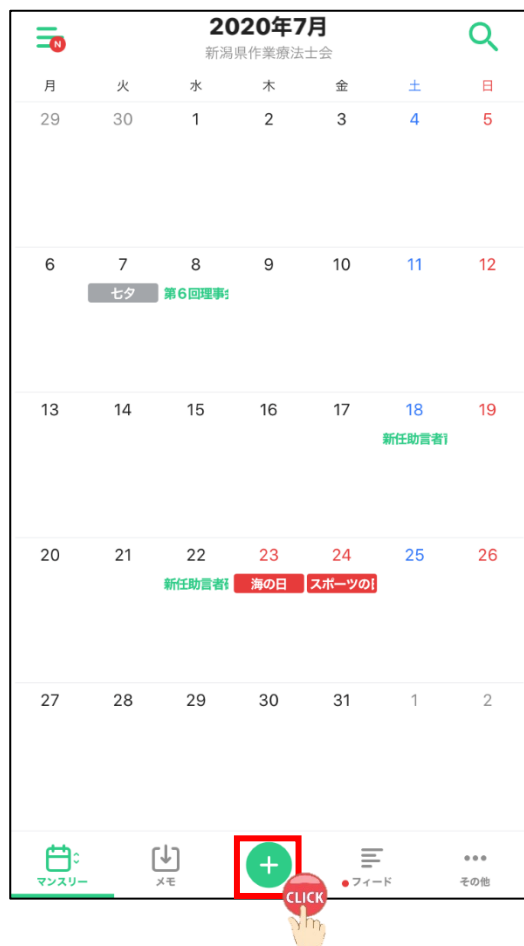 2020年7月
N
新潟県作業療法士会
月 火 水 木 金 土 日
29 30 1 2 3 4 5
6 7 8 9 10 11 12
七夕 第6回理事
13 14 15 16 17 18 19
新任助言者
20 21 22 23 24 25 26
新任助言者 海の日 スポーツの
27 28 29 30 31 1 2
マンスリー メモ + フィード その他
CLICK